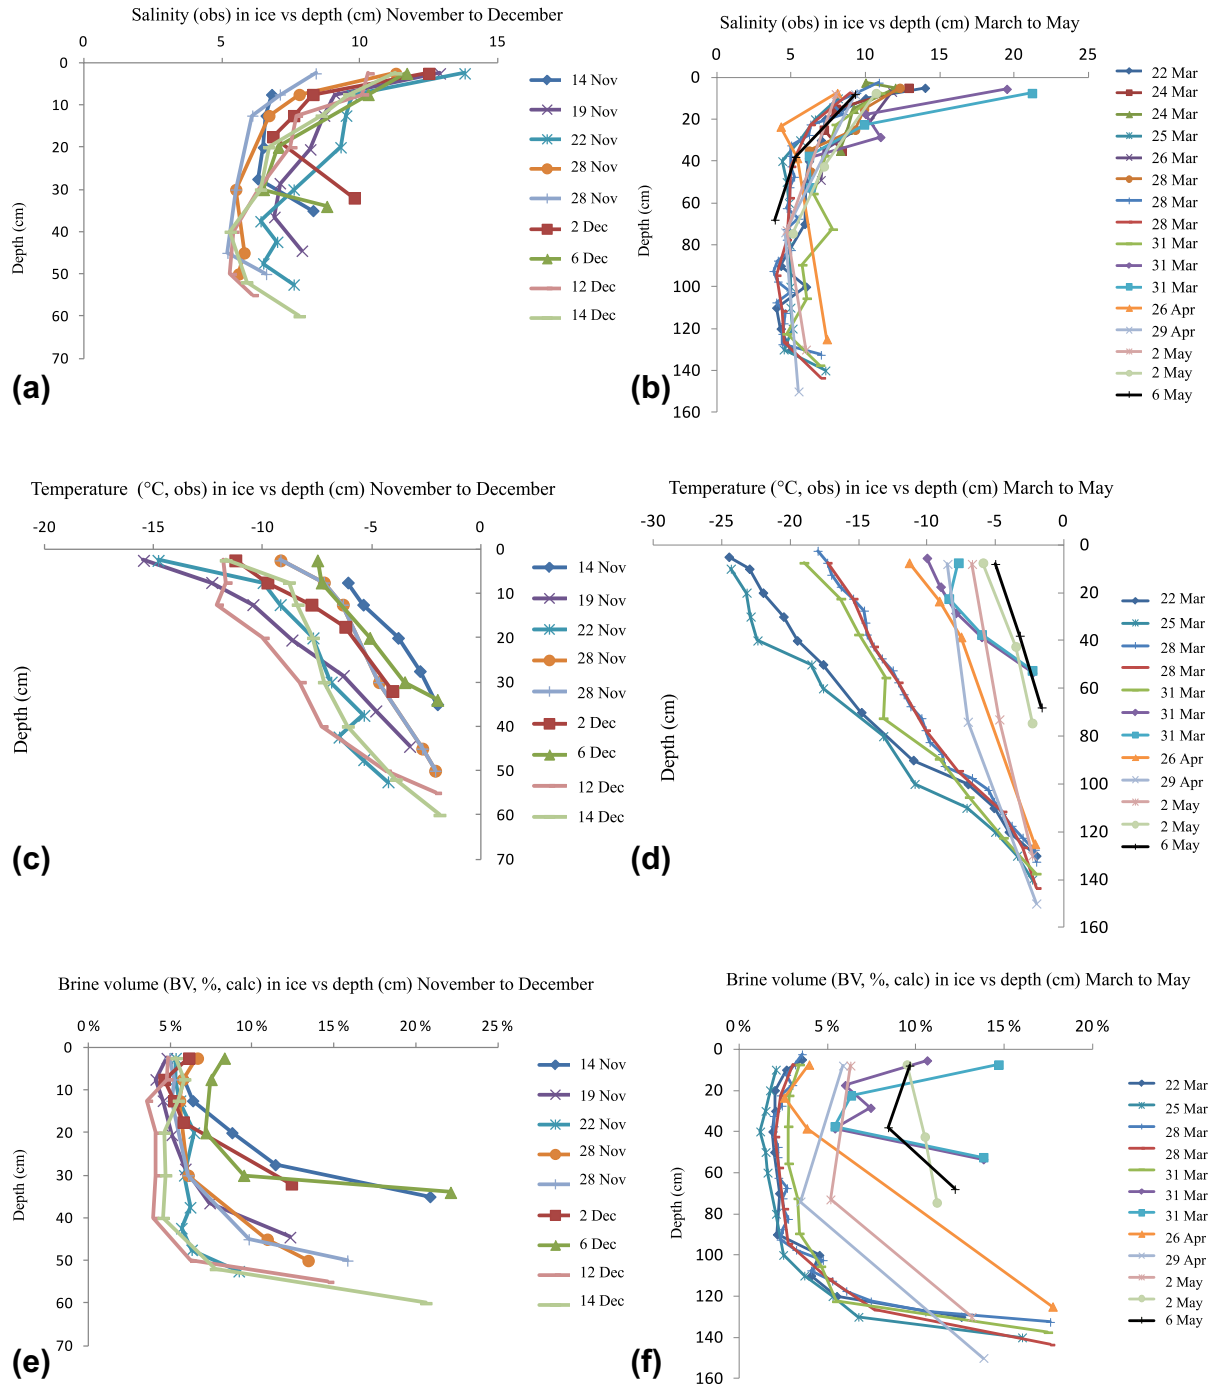 Salinity (obs) in ice vs depth (cm) November to December
0 5 10 15
0
10
20
30
40
50
60
70
Depth (cm)
14 Nov
19 Nov
22 Nov
28 Nov
28 Nov
2 Dec
6 Dec
12 Dec
14 Dec
(a)
Salinity (obs) in ice vs depth (cm) March to May
0 5 10 15 20 25
0
20
40
60
80
100
120
140
160
Depth (cm)
22 Mar
24 Mar
24 Mar
25 Mar
26 Mar
28 Mar
28 Mar
28 Mar
31 Mar
31 Mar
31 Mar
26 Apr
29 Apr
2 May
2 May
6 May
(b)
Temperature (°C, obs) in ice vs depth (cm) November to December
-20 -15 -10 -5 0
0
10
20
30
40
50
60
70
Depth (cm)
14 Nov
19 Nov
22 Nov
28 Nov
28 Nov
2 Dec
6 Dec
12 Dec
14 Dec
(c)
Temperature (°C, obs) in ice vs depth (cm) March to May
-30 -25 -20 -15 -10 -5 0
0
20
40
60
80
100
120
140
160
Depth (cm)
22 Mar
25 Mar
28 Mar
28 Mar
31 Mar
31 Mar
31 Mar
26 Apr
29 Apr
2 May
2 May
6 May
(d)
Brine volume (BV, %, calc) in ice vs depth (cm) November to December
0 % 5 % 10 % 15 % 20 % 25 %
0
10
20
30
40
50
60
70
Depth (cm)
14 Nov
19 Nov
22 Nov
28 Nov
28 Nov
2 Dec
6 Dec
12 Dec
14 Dec
(e)
Brine volume (BV, %, calc) in ice vs depth (cm) March to May
0 % 5 % 10 % 15 % 20 %
0
20
40
60
80
100
120
140
160
Depth (cm)
22 Mar
25 Mar
28 Mar
28 Mar
31 Mar
31 Mar
31 Mar
26 Apr
29 Apr
2 May
2 May
6 May
(f)